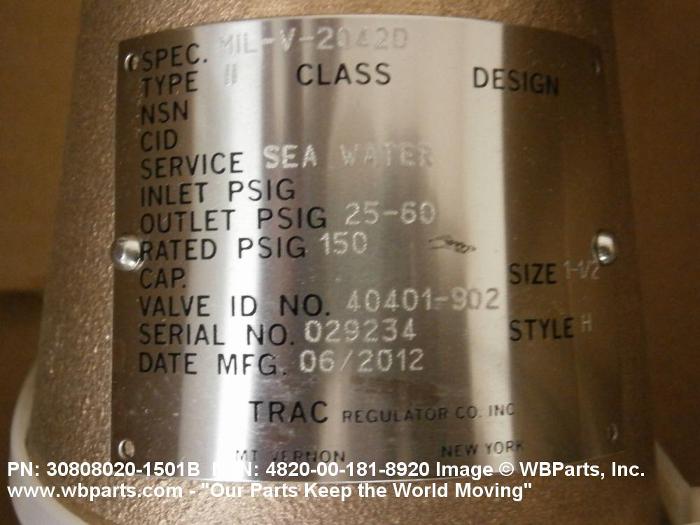 SPEC. MIL-V-2042D
TYPE II CLASS DESIGN
NSN
CID
SERVICE SEA WATER
INLET PSIG
OUTLET PSIG 25-60
RATED PSIG 150
CAP. SIZE 1-1/2
VALVE ID NO. 40401-902
SERIAL NO. 029234 STYLE H
DATE MFG. 06/2012
TRAC REGULATOR CO. INC
MT VERNON NEW YORK
PN: 30808020-1501B NSN: 4820-00-181-8920 Image © WBParts, Inc.
www.wbparts.com - "Our Parts Keep the World Moving"